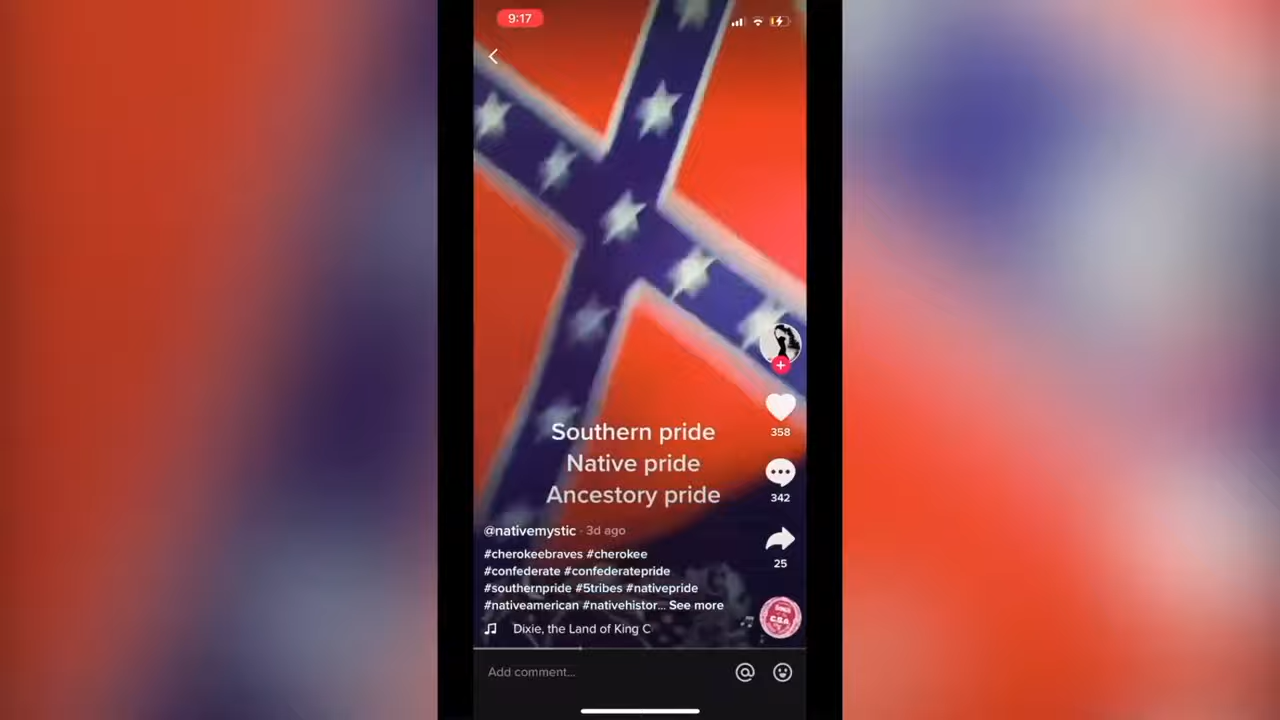 9:17
Southern pride
Native pride
Ancestory pride
358
342
25
@nativemystic · 3d ago
#cherokeebraves #cherokee
#confederate #confederatepride
#southernpride #5tribes #nativepride
#nativeamerican #nativehistor... See more
Dixie, the Land of King C
C.S.A.
Add comment...